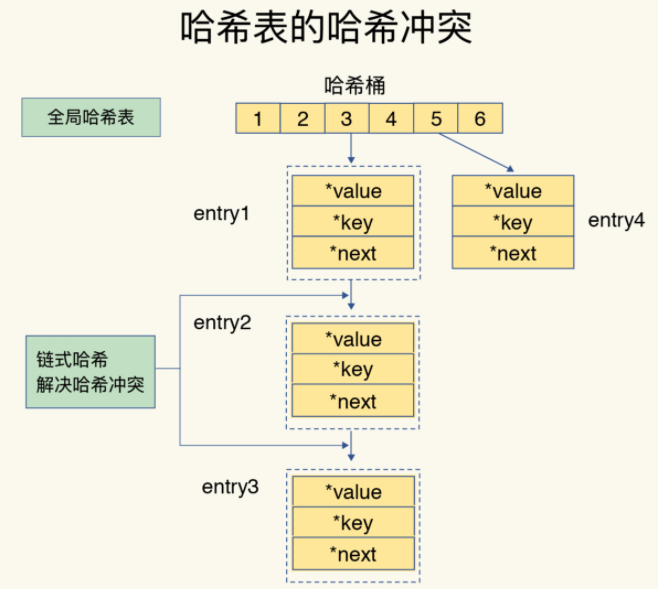 哈希表的哈希冲突
哈希桶
全局哈希表
1 2 3 4 5 6
entry1
*value
*key
*next
*value
*key
*next
entry4
entry2
*value
*key
*next
链式哈希
解决哈希冲突
entry3
*value
*key
*next